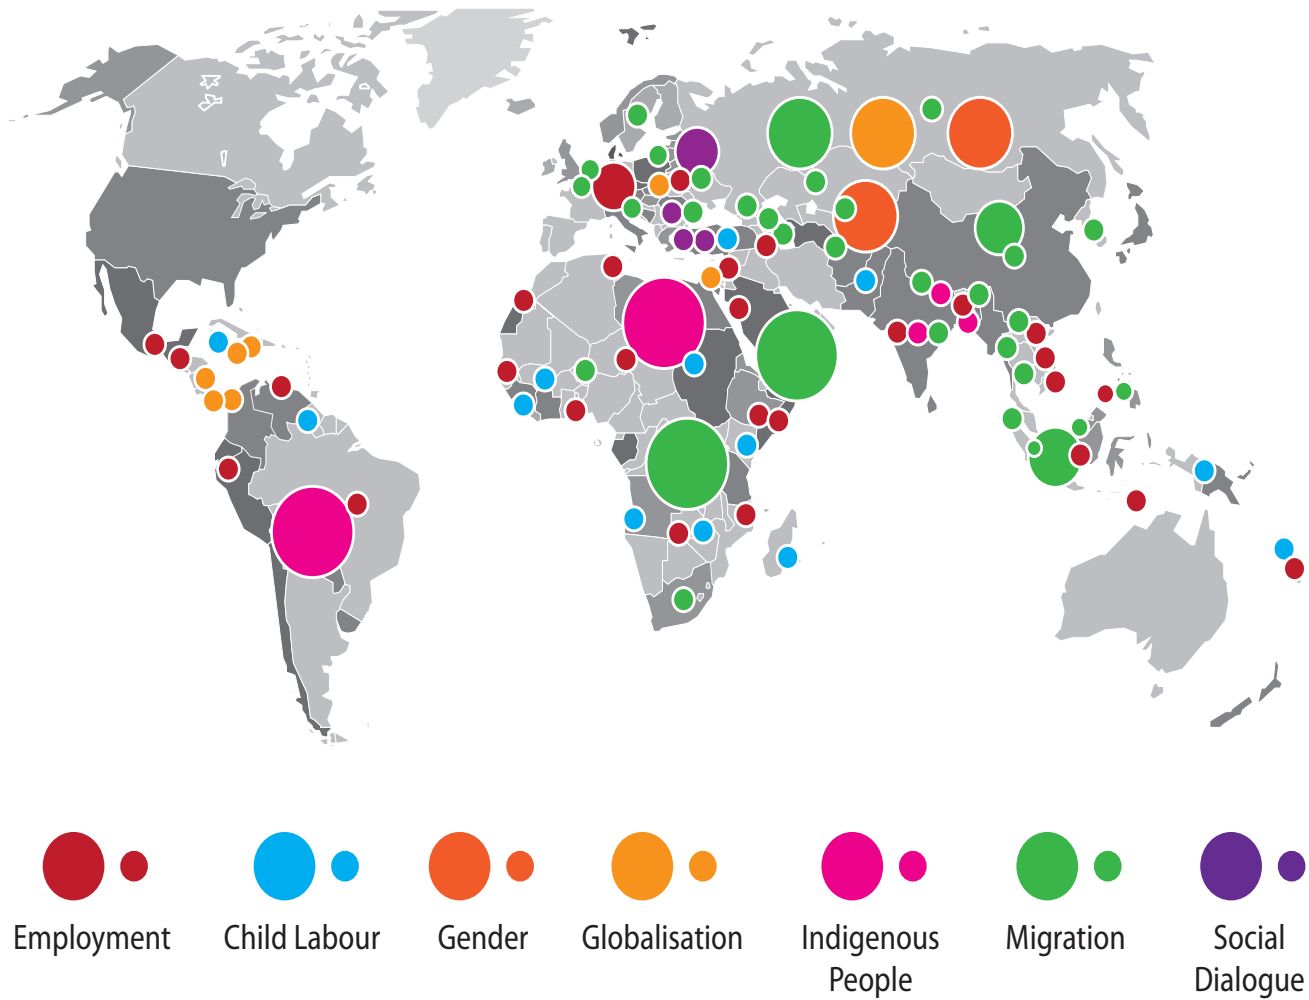 Employment
Child Labour
Gender
Globalisation
Indigenous
People
Migration
Social
Dialogue